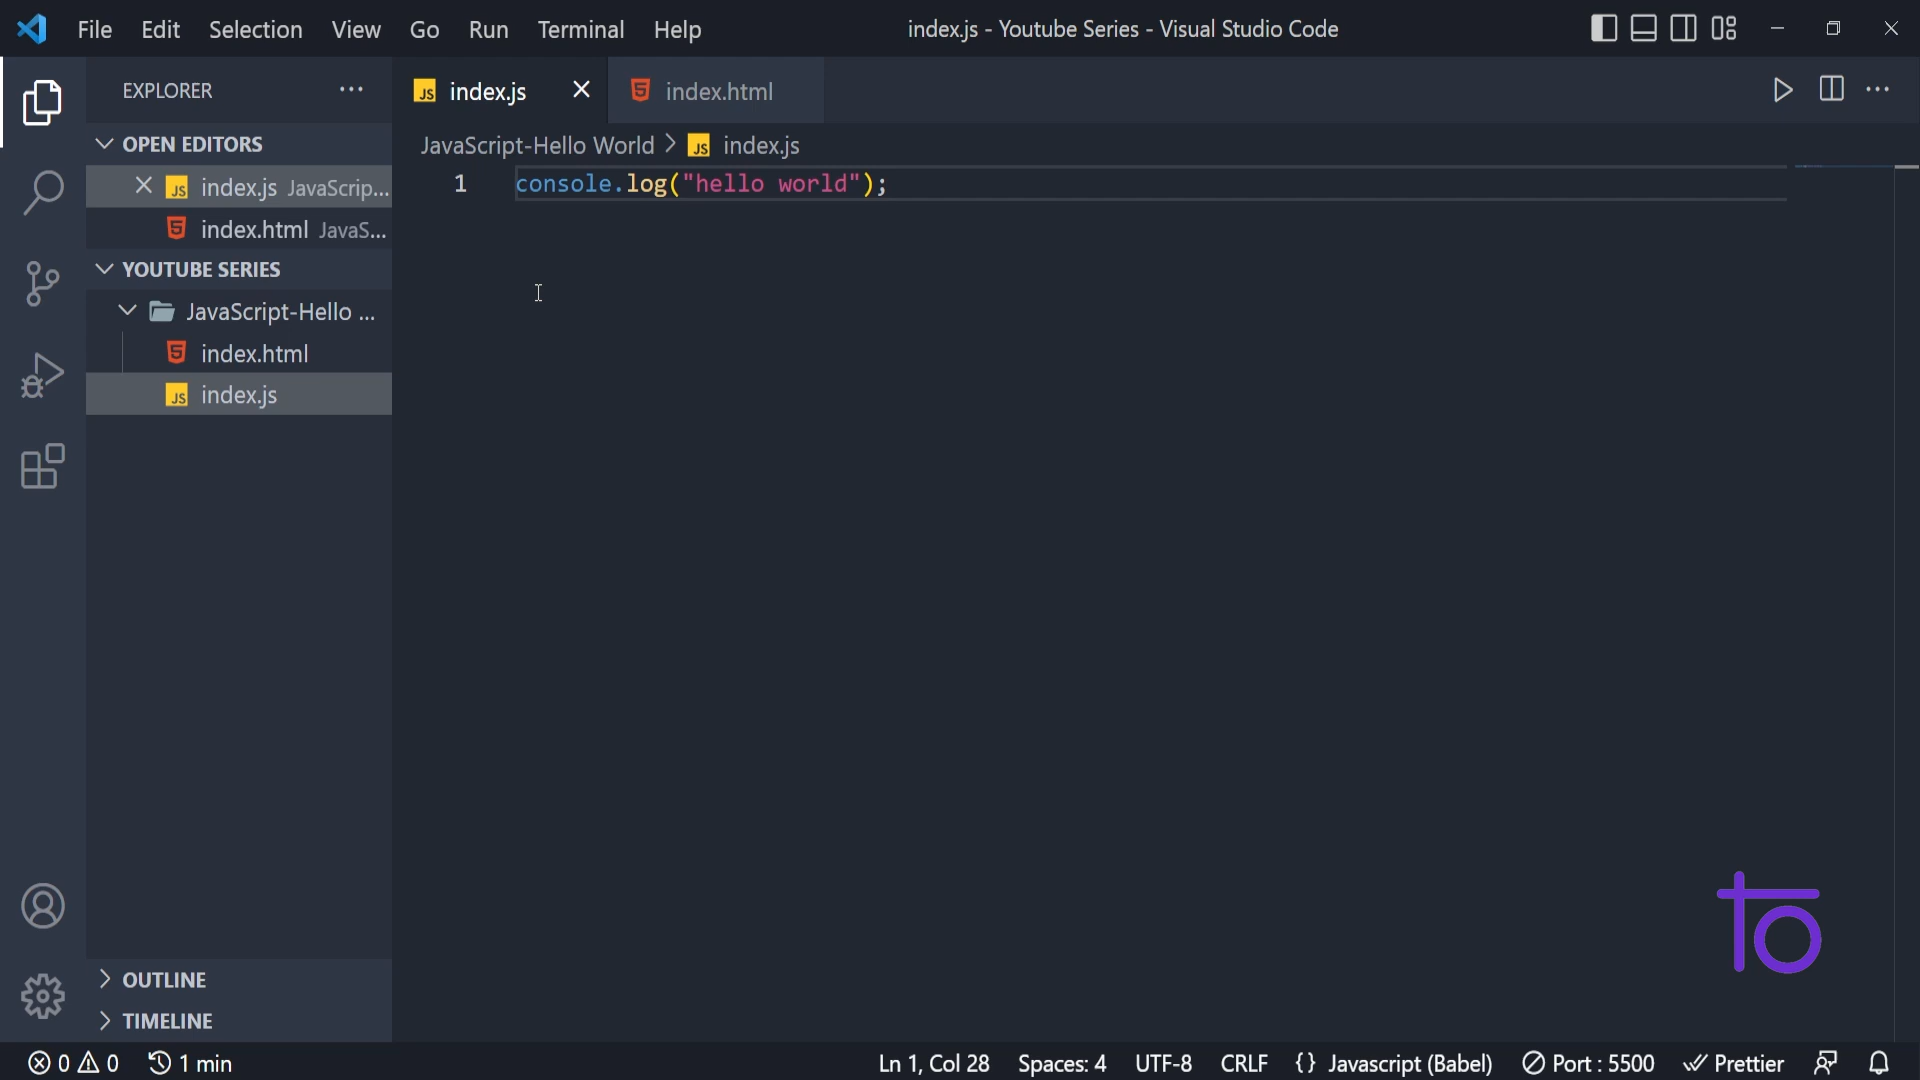 File Edit Selection View Go Run Terminal Help index.js - Youtube Series - Visual Studio Code
EXPLORER
index.js index.html
OPEN EDITORS
JavaScript-Hello World > JS index.js
index.js JavaScrip...
1 console.log("hello world");
index.html JavaS...
YOUTUBE SERIES
JavaScript-Hello ...
index.html
JS index.js
OUTLINE
TIMELINE
to
0 0 1 min Ln 1, Col 28 Spaces: 4 UTF-8 CRLF {} Javascript (Babel) Port : 5500 Prettier